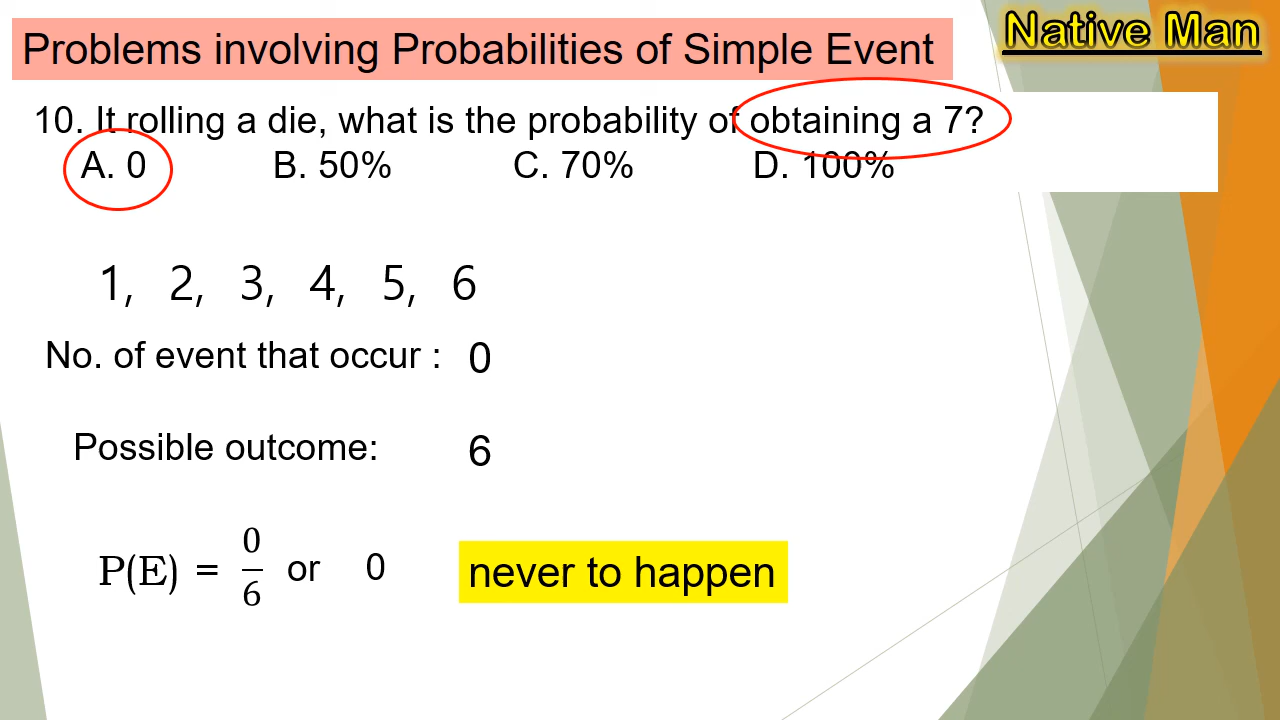 Native Man
Problems involving Probabilities of Simple Event
10. It rolling a die, what is the probability of obtaining a 7?
A. 0 B. 50% C. 70% D. 100%
1, 2, 3, 4, 5, 6
No. of event that occur : 0
Possible outcome: 6
P(E) = 0/6 or 0 never to happen